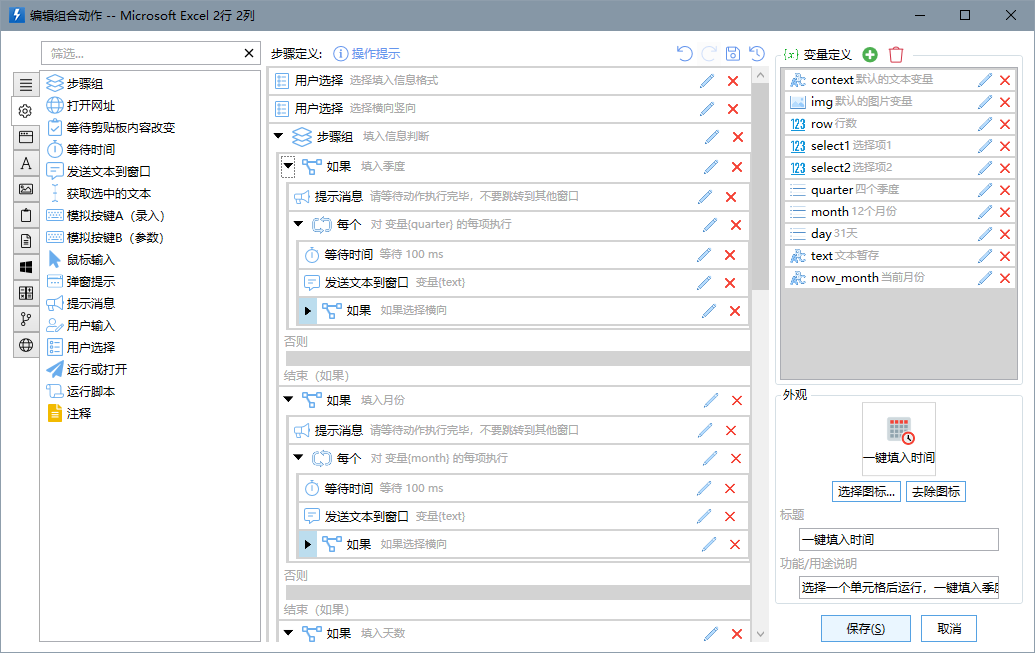 编辑组合动作 -- Microsoft Excel 2行 2列
筛选...
步骤组
打开网址
等待剪贴板内容改变
等待时间
发送文本到窗口
获取选中的文本
模拟按键A（录入）
模拟按键B（参数）
鼠标输入
弹窗提示
提示消息
用户输入
用户选择
运行或打开
运行脚本
注释
步骤定义: 操作提示
用户选择 选择填入信息格式
用户选择 选择横向竖向
步骤组 填入信息判断
如果 填入季度
提示消息 请等待动作执行完毕，不要跳转到其他窗口
每个 对 变量{quarter} 的每项执行
等待时间 等待 100 ms
发送文本到窗口 变量{text}
如果 如果选择横向
否则
结束（如果）
如果 填入月份
提示消息 请等待动作执行完毕，不要跳转到其他窗口
每个 对 变量{month} 的每项执行
等待时间 等待 100 ms
发送文本到窗口 变量{text}
如果 如果选择横向
否则
结束（如果）
如果 填入天数
{x} 变量定义
context 默认的文本变量
img 默认的图片变量
123 row 行数
123 select1 选择项1
123 select2 选择项2
quarter 四个季度
month 12个月份
day 31天
text 文本暂存
now_month 当前月份
外观
一键填入时间
选择图标... 去除图标
标题
一键填入时间
功能/用途说明
选择一个单元格后运行，一键填入季度
保存(S) 取消